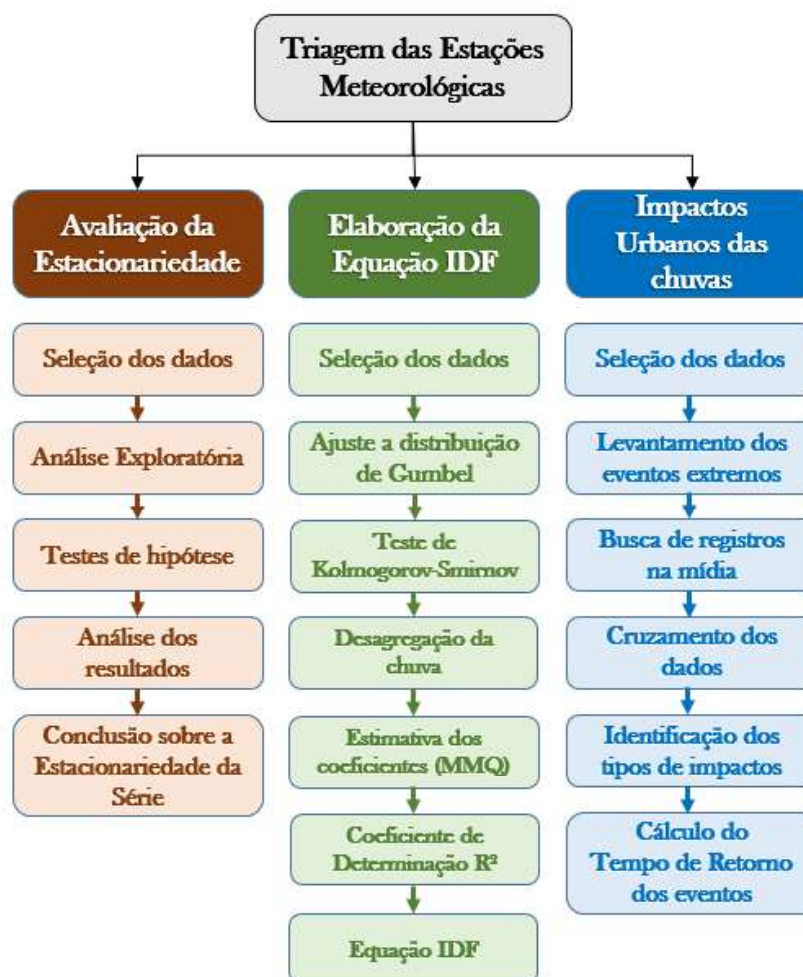 Triagem das Estações
Meteorológicas
Avaliação da
Estacionariedade
Seleção dos dados
Análise Exploratória
Testes de hipótese
Análise dos
resultados
Conclusão sobre a
Estacionariedade da
Série
Elaboração da
Equação IDF
Seleção dos dados
Ajuste a distribuição
de Gumbel
Teste de
Kolmogorov-Smirnov
Desagregação da
chuva
Estimativa dos
coeficientes (MMQ)
Coeficiente de
Determinação R²
Equação IDF
Impactos
Urbanos das
chuvas
Seleção dos dados
Levantamento dos
eventos extremos
Busca de registros
na mídia
Cruzamento dos
dados
Identificação dos
tipos de impactos
Cálculo do
Tempo de Retorno
dos eventos